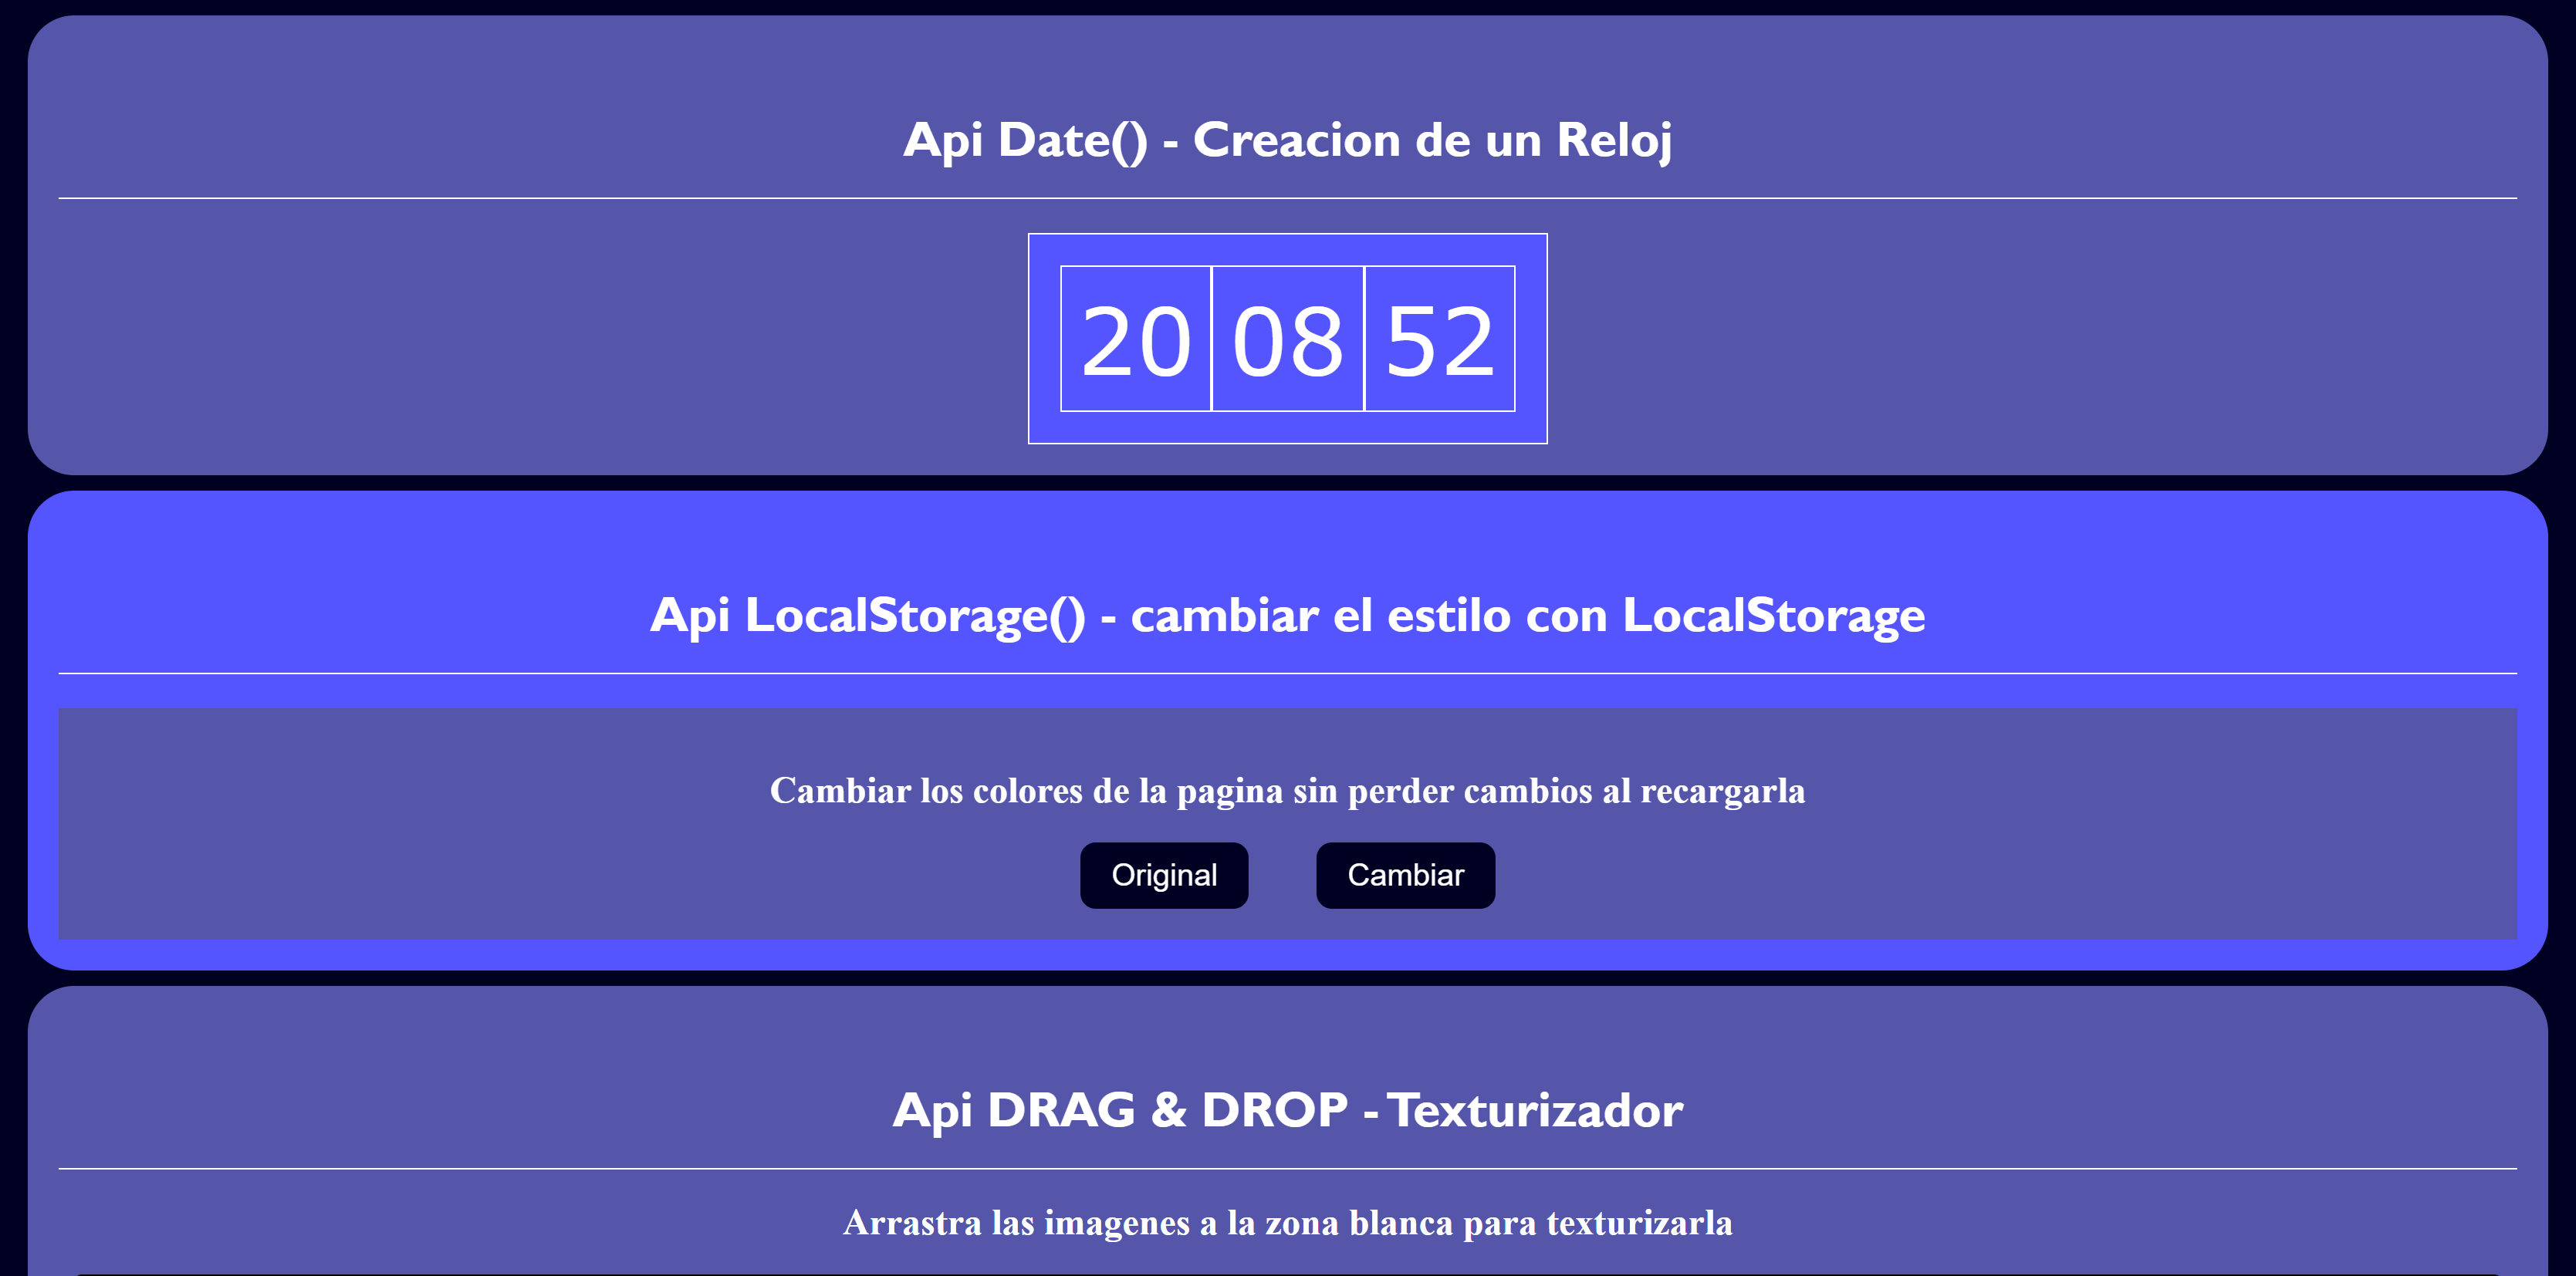 Api Date() - Creacion de un Reloj
20 08 52
Api LocalStorage() - cambiar el estilo con LocalStorage
Cambiar los colores de la pagina sin perder cambios al recargarla
Original Cambiar
Api DRAG & DROP - Texturizador
Arrastra las imagenes a la zona blanca para texturizarla